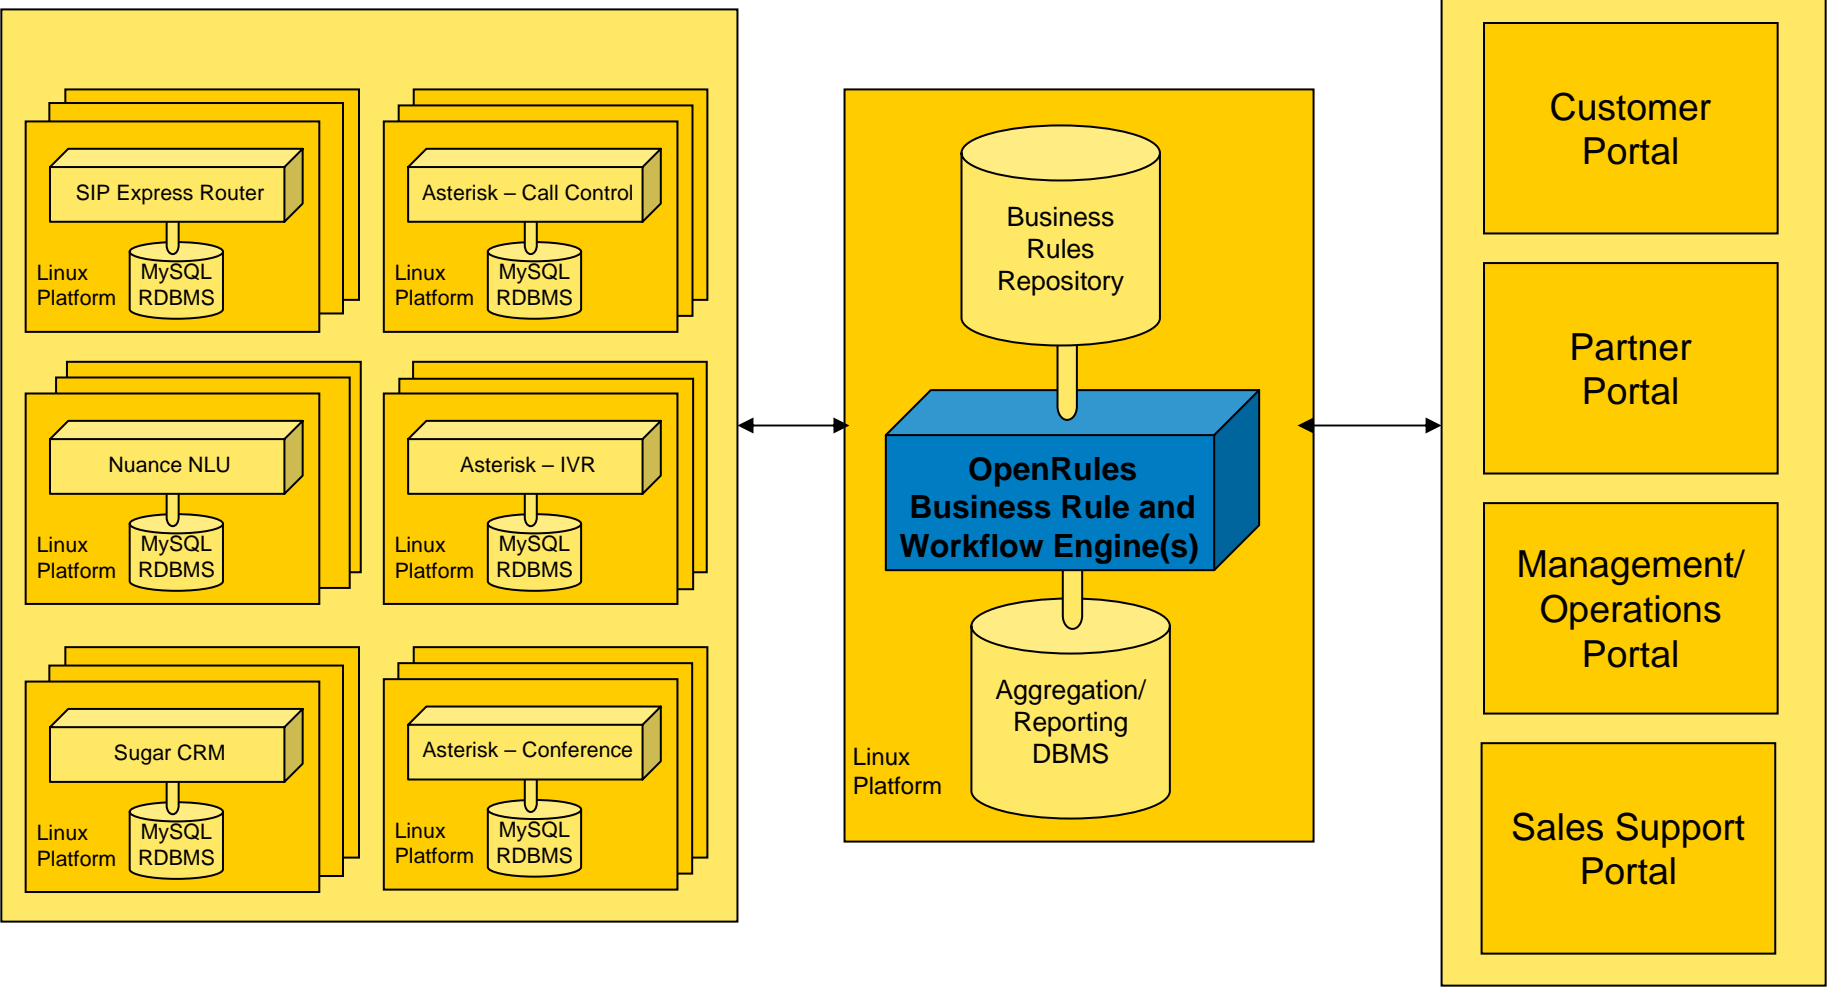 SIP Express Router
Linux
Platform
MySQL
RDBMS
Asterisk – Call Control
Linux
Platform
MySQL
RDBMS
Nuance NLU
Linux
Platform
MySQL
RDBMS
Asterisk – IVR
Linux
Platform
MySQL
RDBMS
Sugar CRM
Linux
Platform
MySQL
RDBMS
Asterisk – Conference
Linux
Platform
MySQL
RDBMS
Business
Rules
Repository
OpenRules
Business Rule and
Workflow Engine(s)
Aggregation/
Reporting
DBMS
Linux
Platform
Customer
Portal
Partner
Portal
Management/
Operations
Portal
Sales Support
Portal